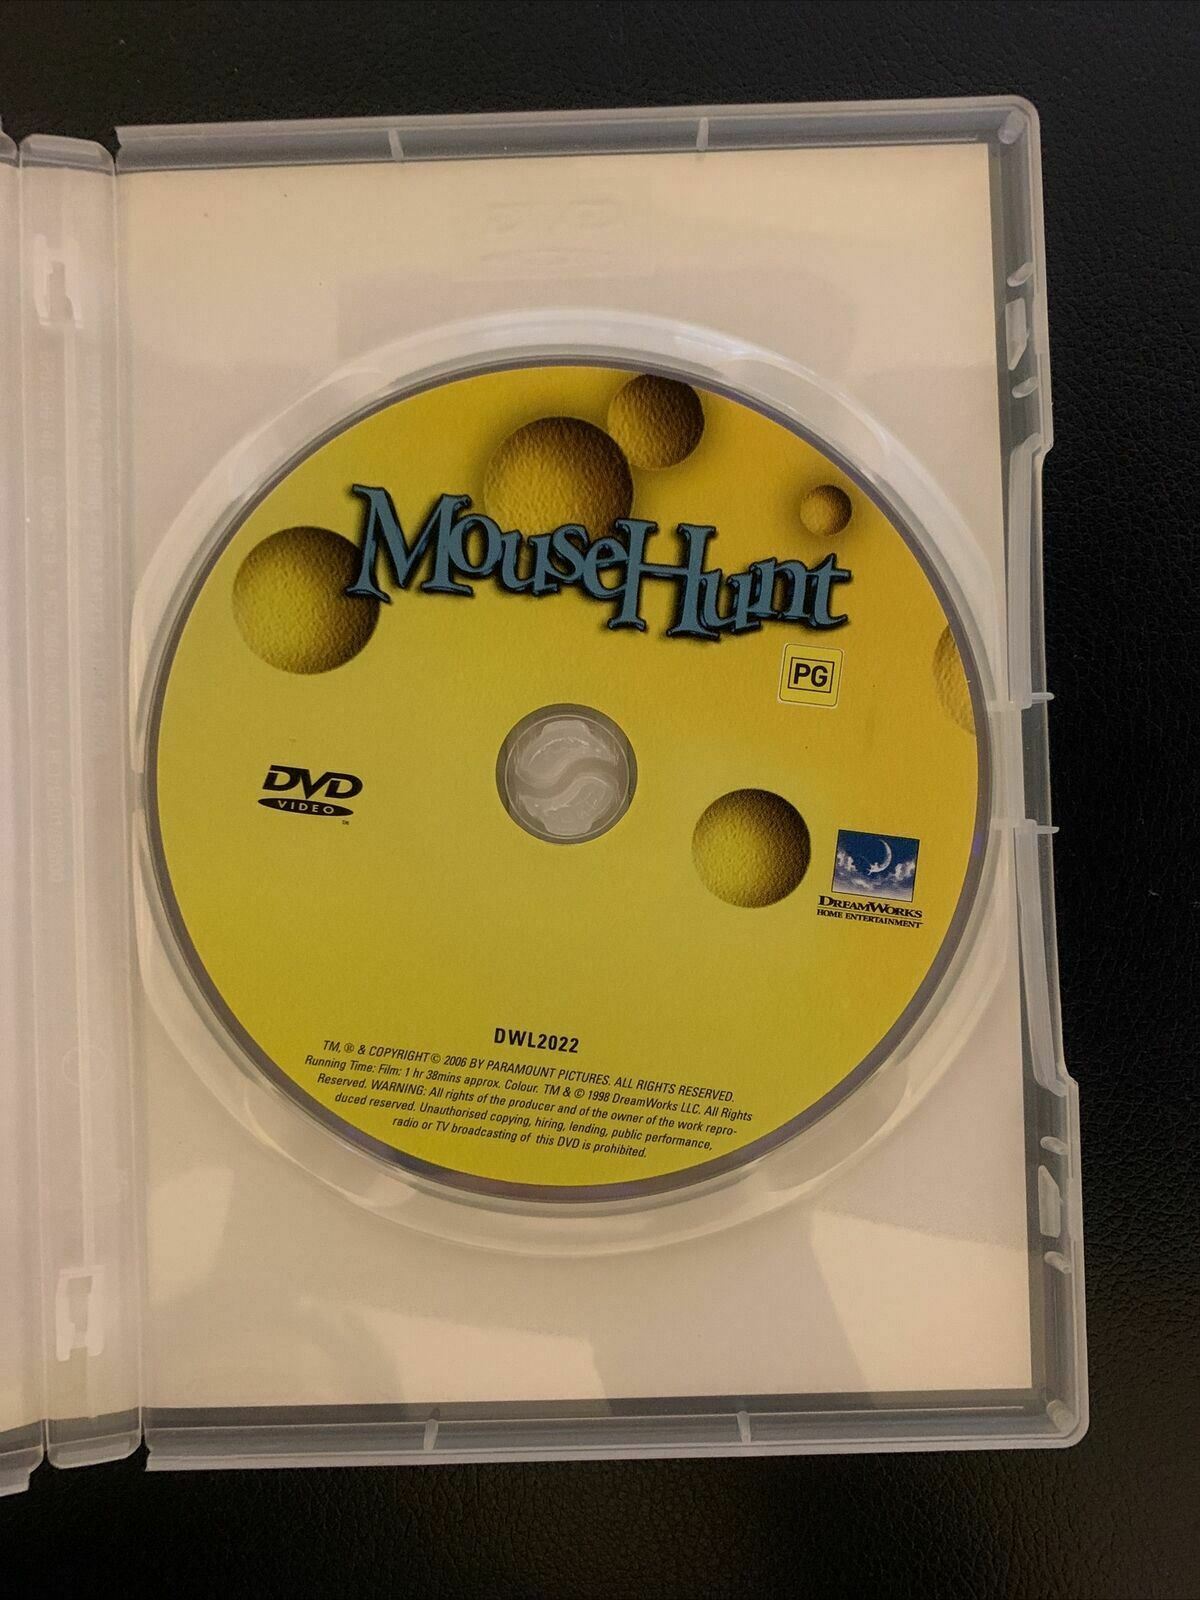 MouseHunt
PG
DVD
VIDEO
DREAMWORKS
HOME ENTERTAINMENT
DWL2022
TM, ® & COPYRIGHT © 2006 BY PARAMOUNT PICTURES. ALL RIGHTS RESERVED.
Running Time: Film: 1 hr 38mins approx. Colour. TM & © 1998 DreamWorks LLC. All Rights
Reserved. WARNING: All rights of the producer and of the owner of the work repro-
duced reserved. Unauthorised copying, hiring, lending, public performance,
radio or TV broadcasting of this DVD is prohibited.